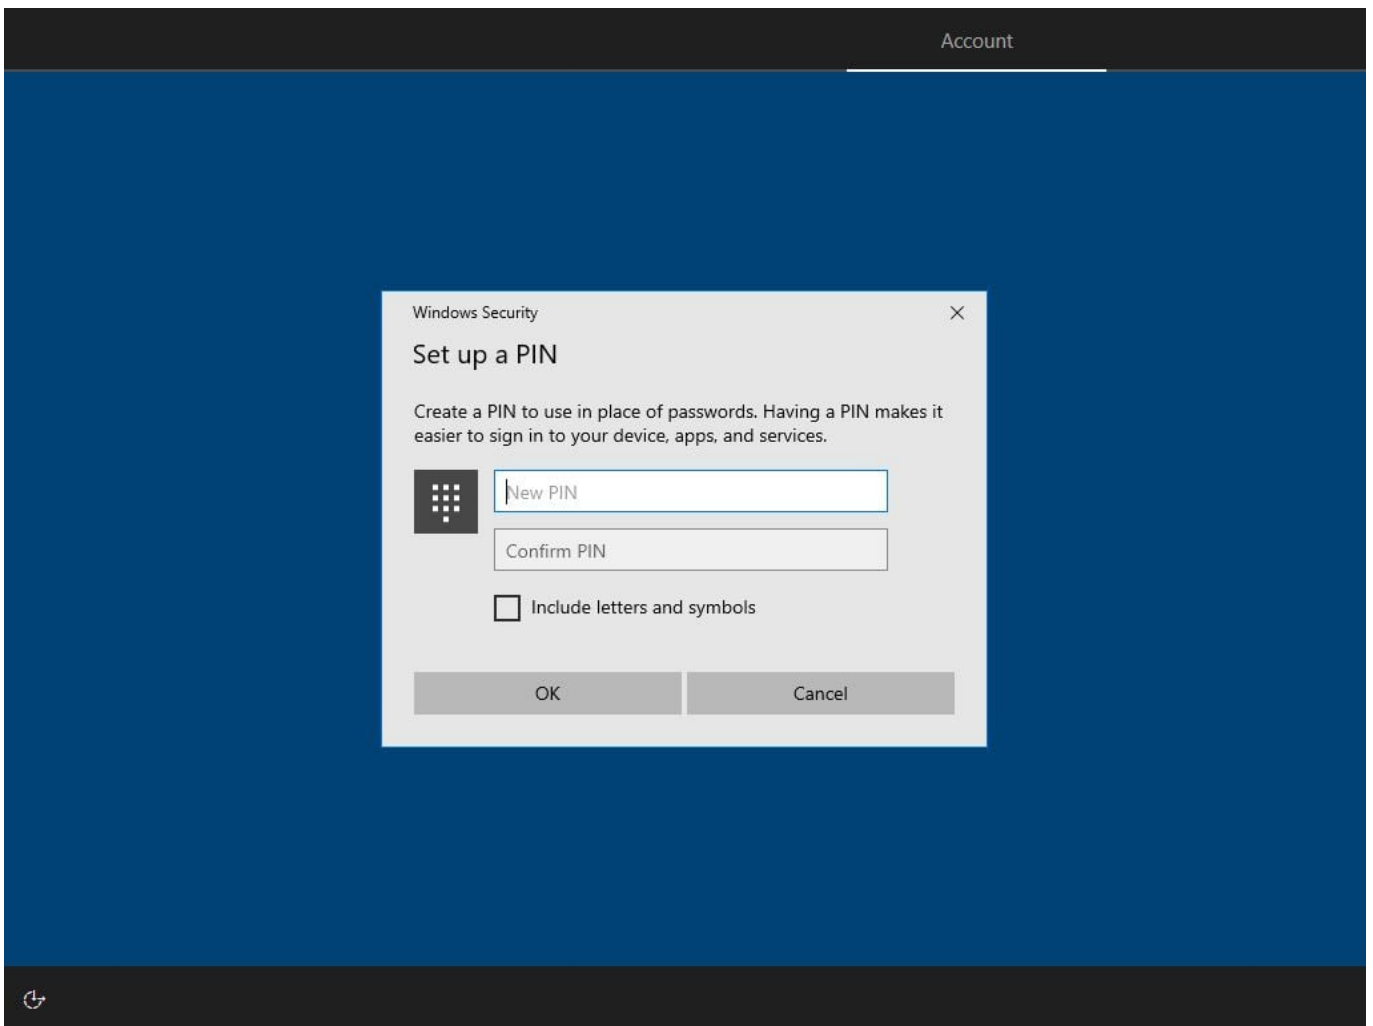 Account
Windows Security
Set up a PIN
Create a PIN to use in place of passwords. Having a PIN makes it
easier to sign in to your device, apps, and services.
New PIN
Confirm PIN
Include letters and symbols
OK
Cancel